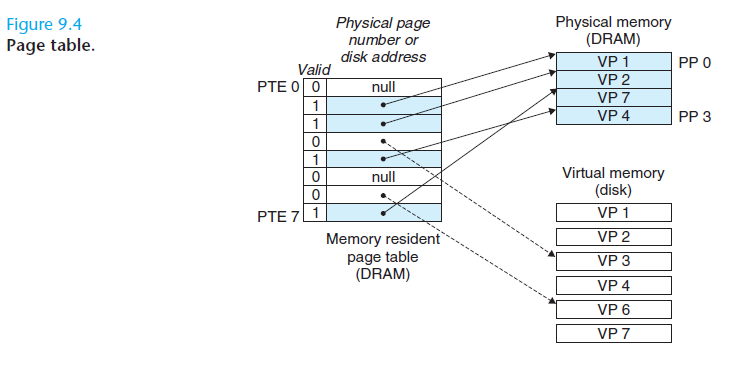 Figure 9.4
Page table.
Physical page
number or
disk address
Valid
PTE 0 0 null
1
1
0
1
0 null
0
PTE 7 1
Memory resident
page table
(DRAM)
Physical memory
(DRAM)
VP 1 PP 0
VP 2
VP 7
VP 4 PP 3
Virtual memory
(disk)
VP 1
VP 2
VP 3
VP 4
VP 6
VP 7